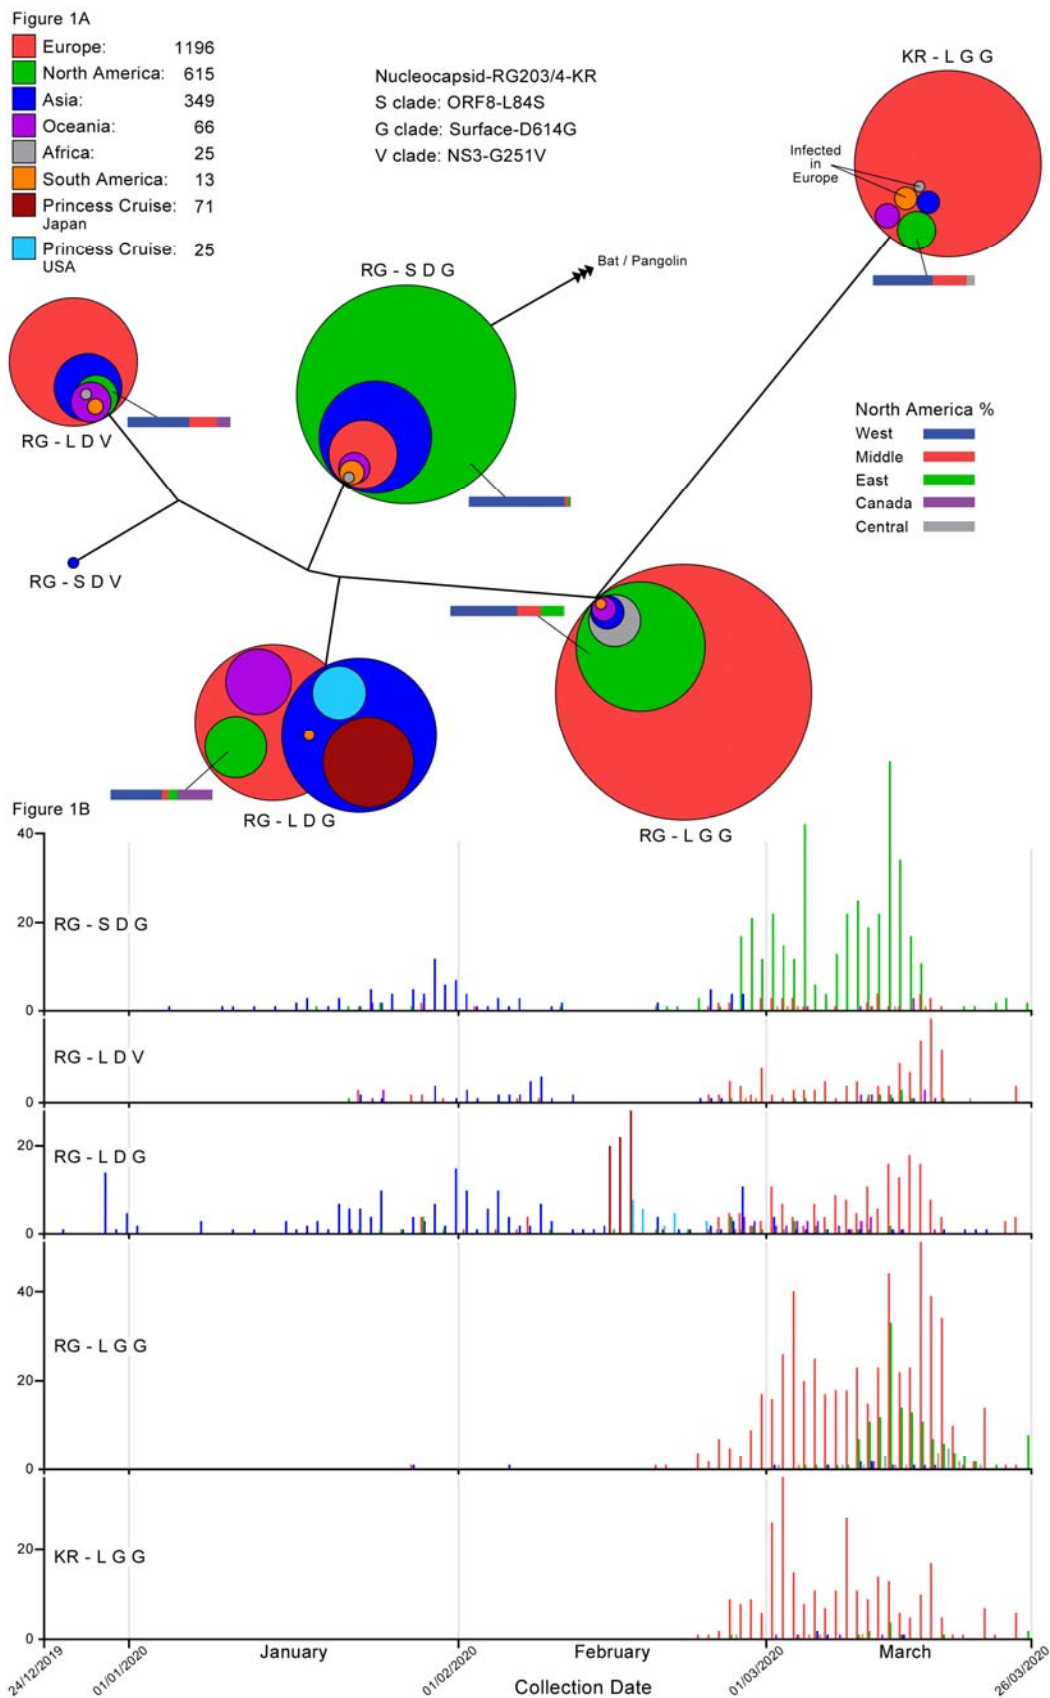 Figure 1A
Europe: 1196
North America: 615
Asia: 349
Oceania: 66
Africa: 25
South America: 13
Princess Cruise: 71
Japan
Princess Cruise: 25
USA
Nucleocapsid-RG203/4-KR
S clade: ORF8-L84S
G clade: Surface-D614G
V clade: NS3-G251V
KR - L G G
Infected
in
Europe
RG - S D G
Bat / Pangolin
RG - L D V
RG - S D V
North America %
West
Middle
East
Canada
Central
RG - L D G
RG - L G G
Figure 1B
40
20
0
RG - S D G
0
RG - L D V
20
0
RG - L D G
40
20
0
RG - L G G
20
0
KR - L G G
24/12/2019
01/01/2020
January
01/02/2020
February
01/03/2020
March
26/03/2020
Collection Date